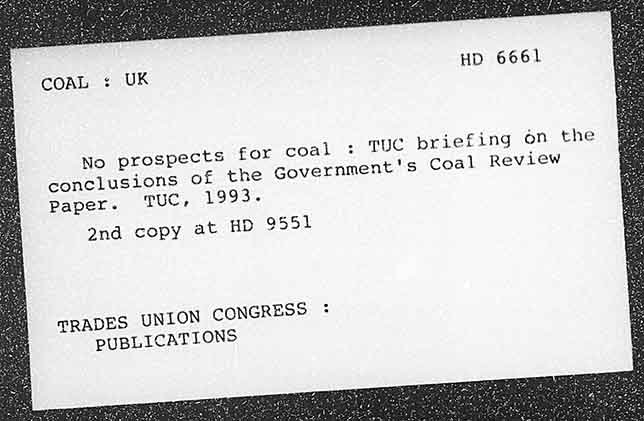 HD 6661
COAL : UK
No prospects for coal : TUC briefing on the
conclusions of the Government's Coal Review
Paper. TUC, 1993.
2nd copy at HD 9551
TRADES UNION CONGRESS :
PUBLICATIONS